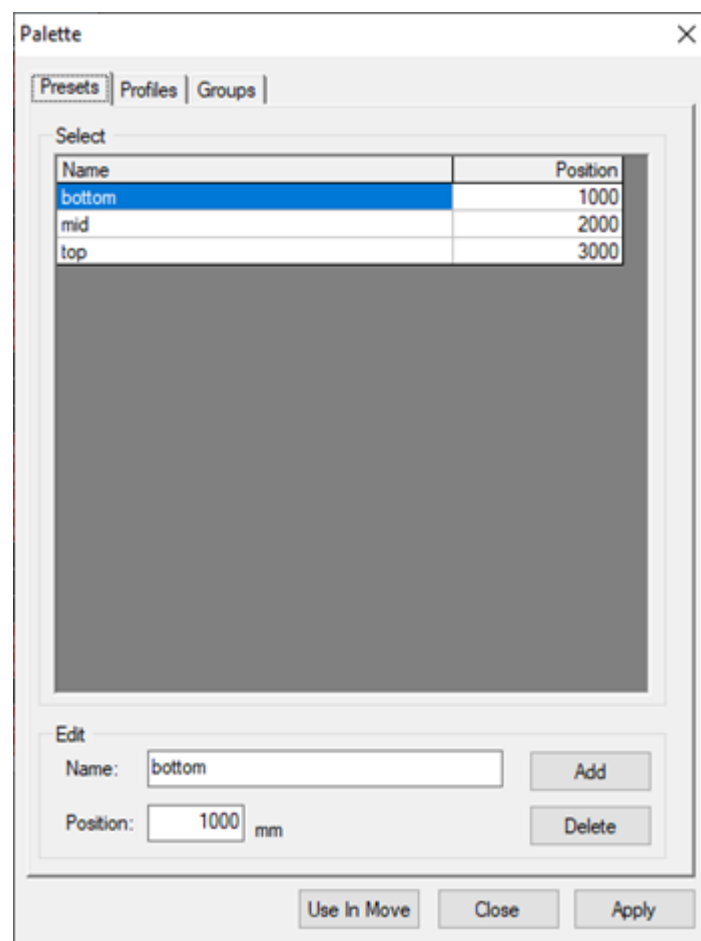 Palette
Presets Profiles Groups
Select
Name Position
bottom 1000
mid 2000
top 3000
Edit
Name: bottom Add
Position: 1000 mm Delete
Use In Move Close Apply